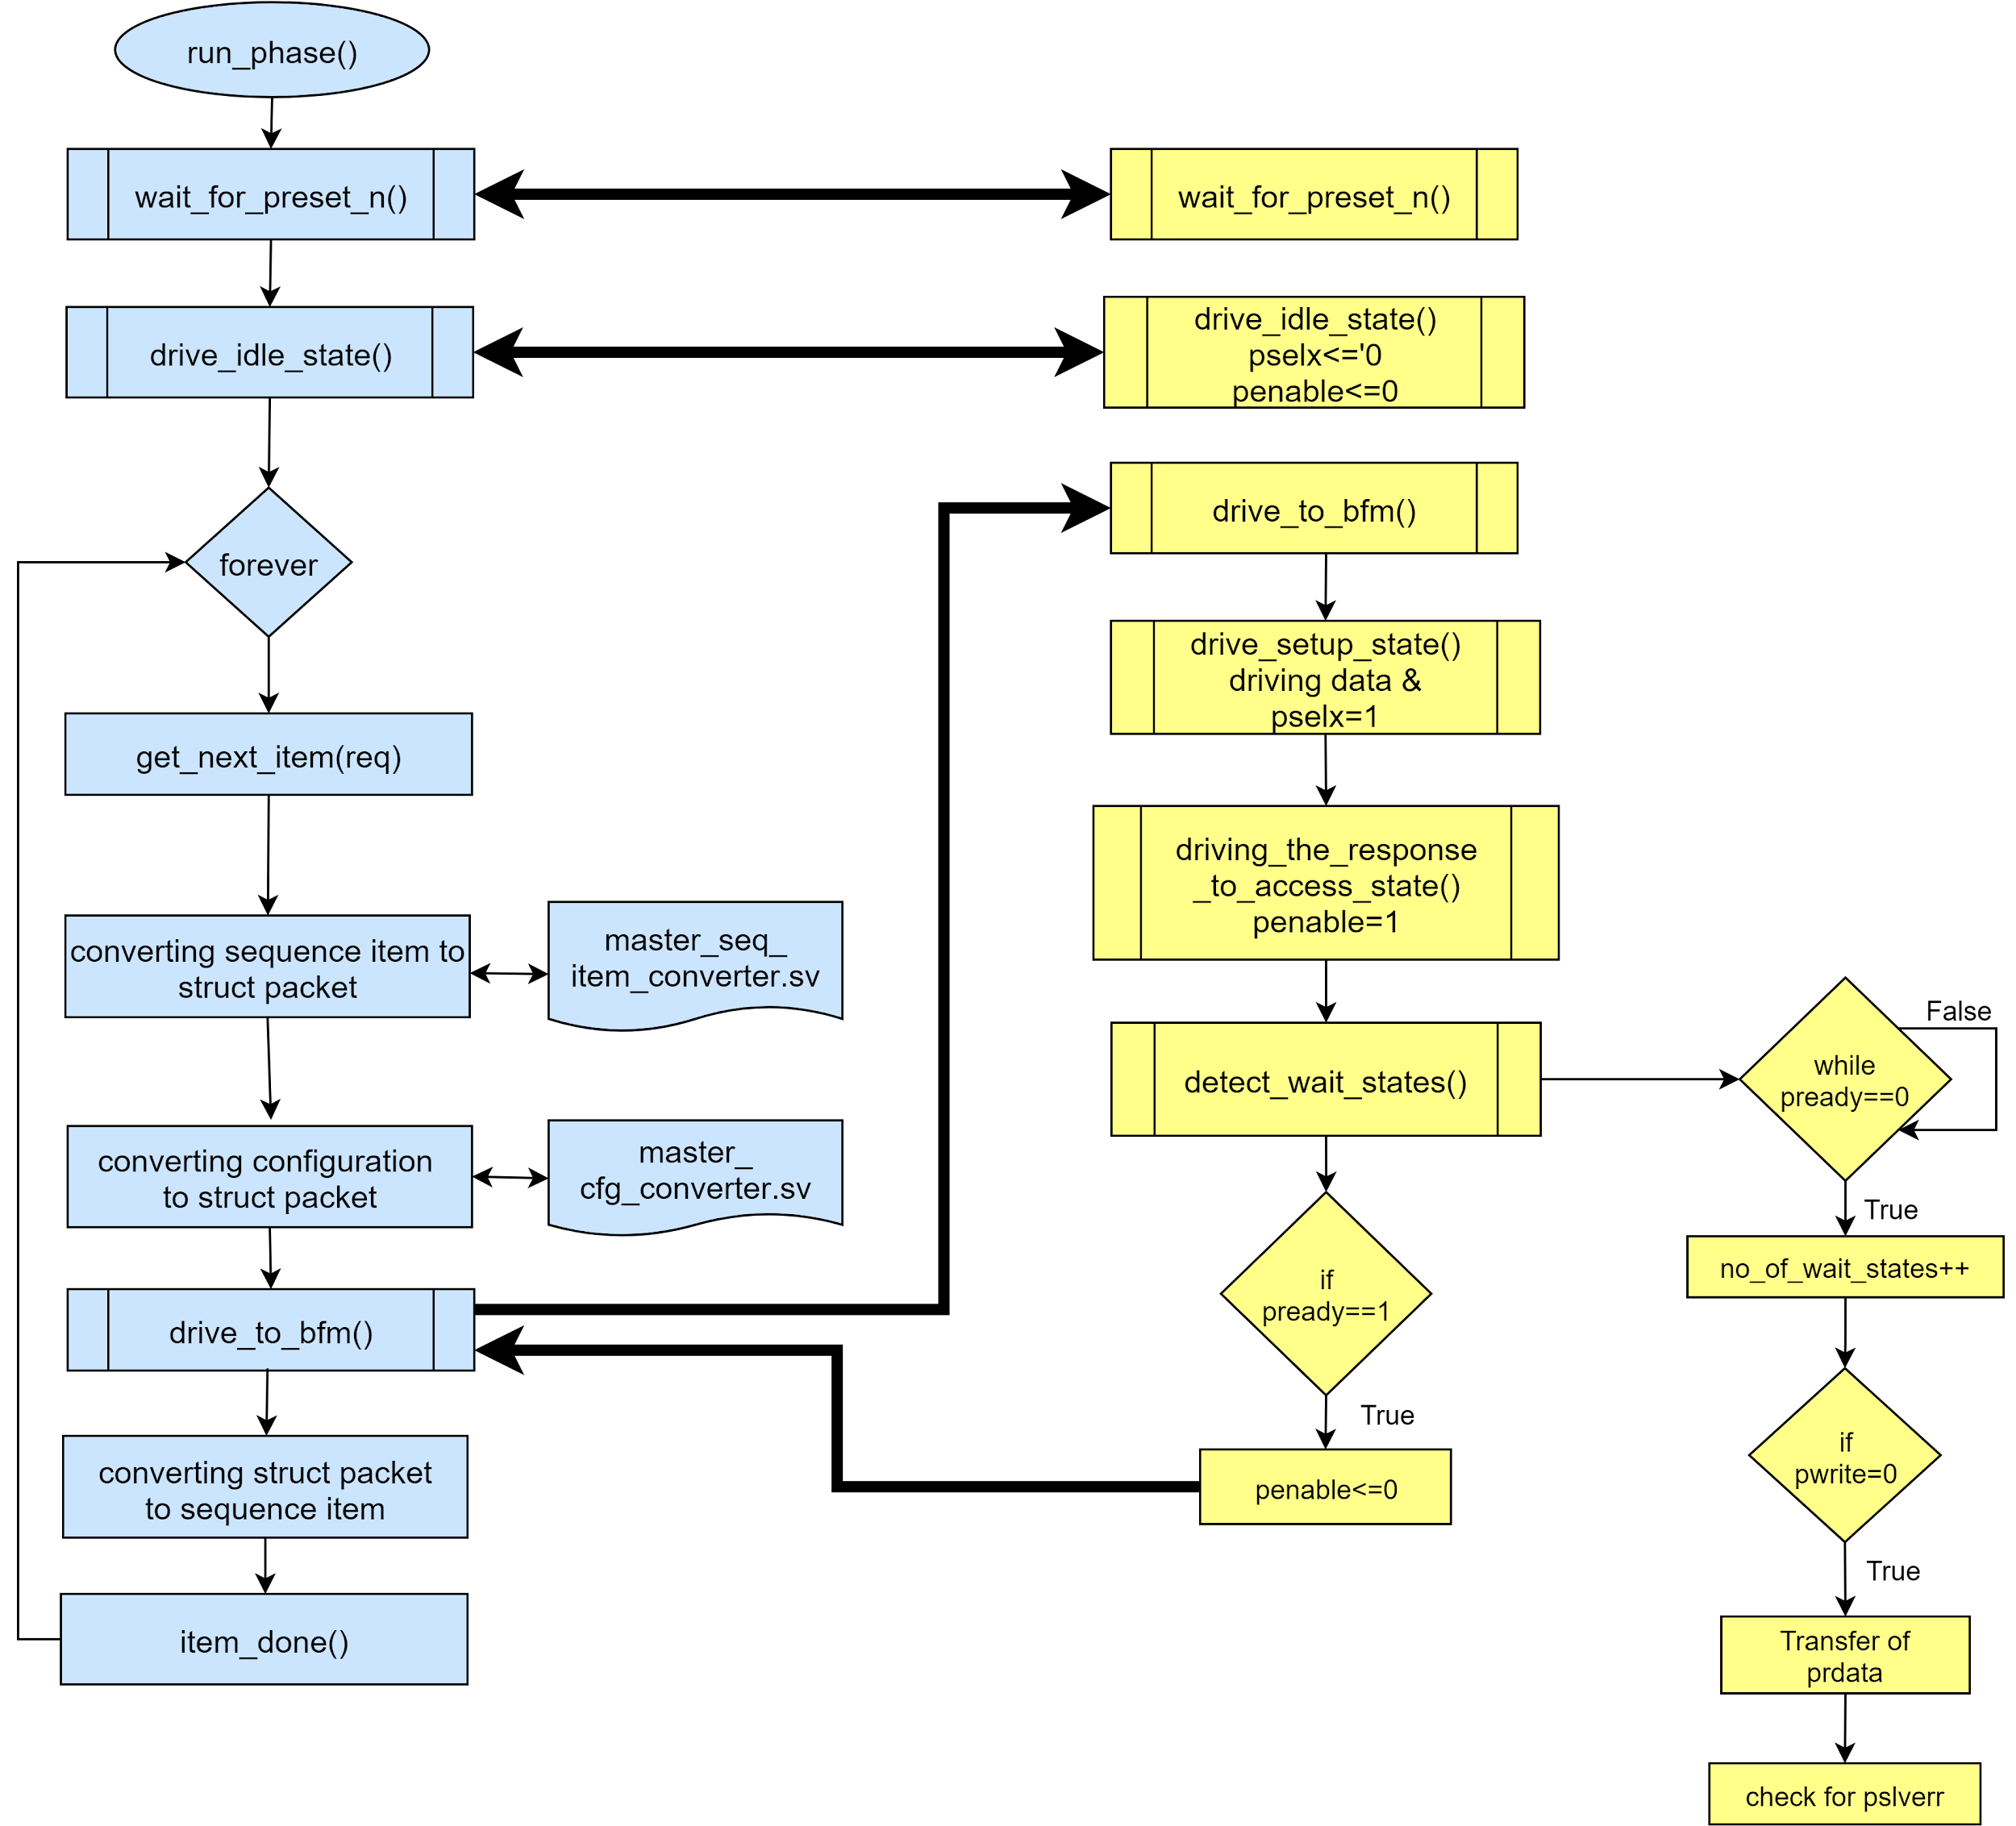 run_phase()
wait_for_preset_n()
drive_idle_state()
forever
get_next_item(req)
converting sequence item to
struct packet
master_seq_
item_converter.sv
converting configuration
to struct packet
master_
cfg_converter.sv
drive_to_bfm()
converting struct packet
to sequence item
item_done()
wait_for_preset_n()
drive_idle_state()
pselx<='0
penable<=0
drive_to_bfm()
drive_setup_state()
driving data &
pselx=1
driving_the_response
_to_access_state()
penable=1
detect_wait_states()
if
pready==1
True
penable<=0
while
pready==0
False
True
no_of_wait_states++
if
pwrite=0
True
Transfer of
prdata
check for pslverr